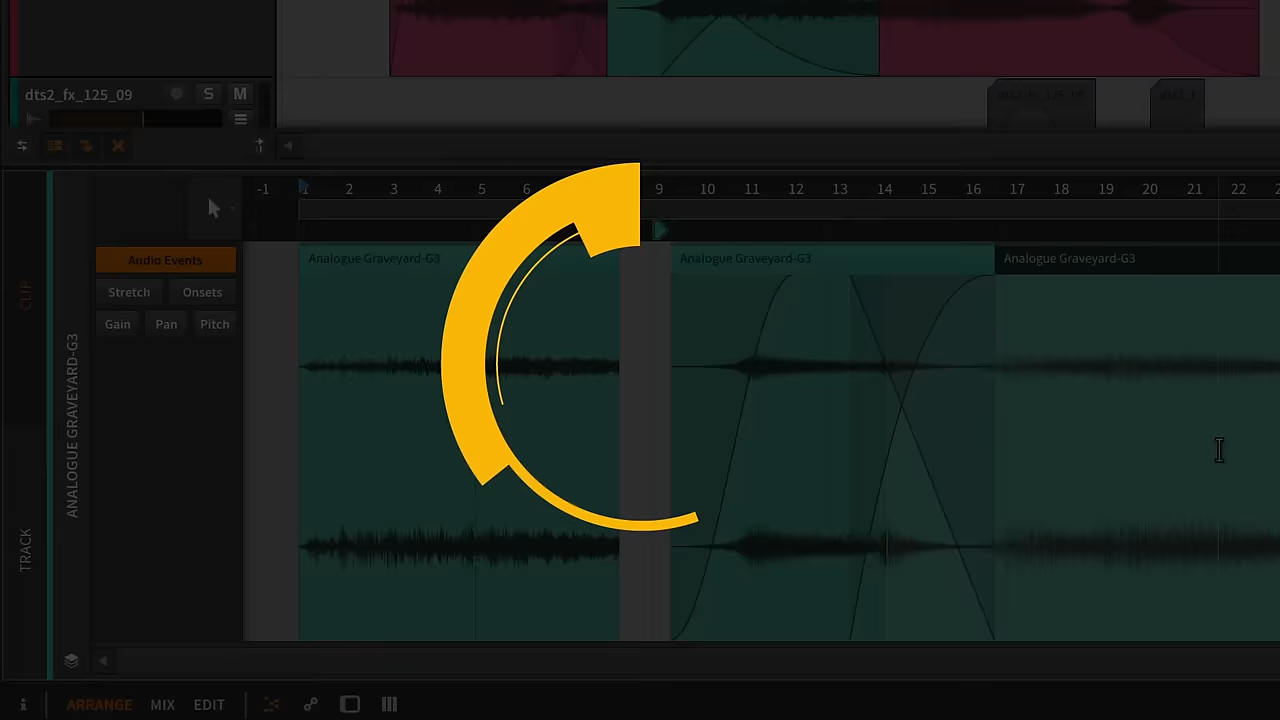 dts2_fx_125_09 S M
-1 1 2 3 4 5 6 9 10 11 12 13 14 15 16 17 18 19 20 21 22
Audio Events
Analogue Graveyard-G3 Analogue Graveyard-G3 Analogue Graveyard-G3
Stretch Onsets
Gain Pan Pitch
CLIP
TRACK
ANALOGUE GRAVEYARD-G3
i ARRANGE MIX EDIT